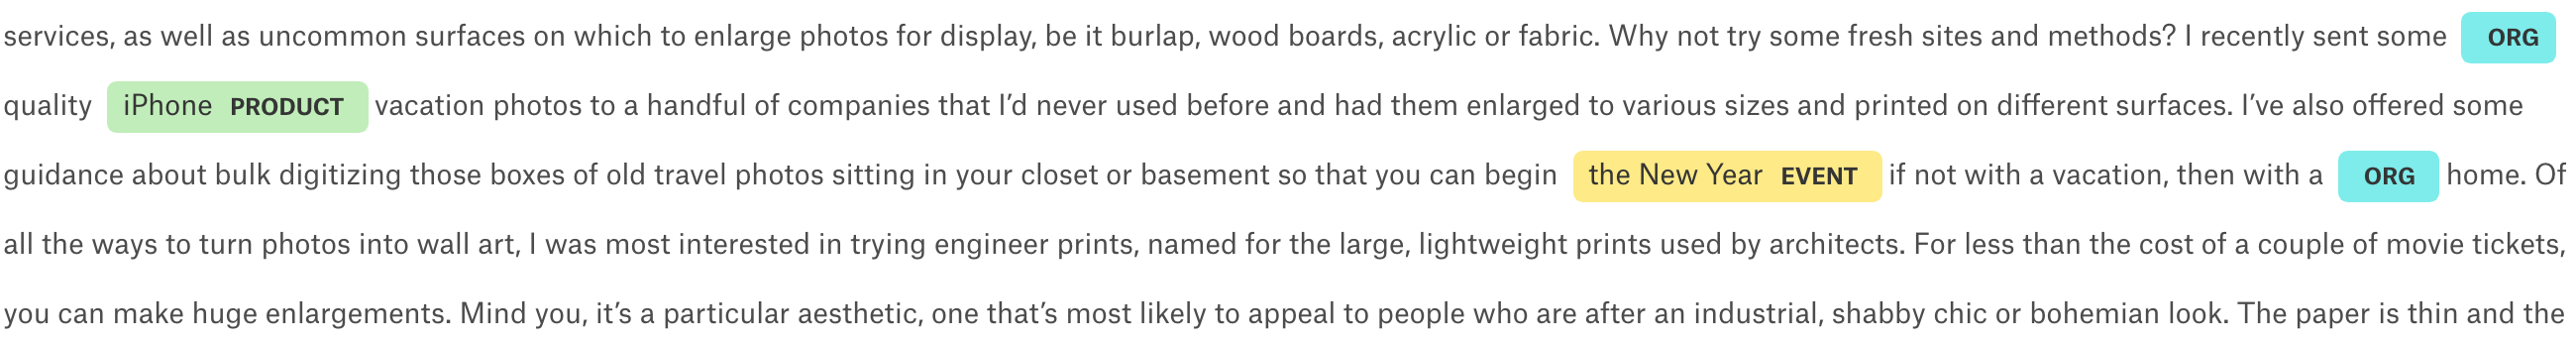 services, as well as uncommon surfaces on which to enlarge photos for display, be it burlap, wood boards, acrylic or fabric. Why not try some fresh sites and methods? I recently sent some ORG
quality iPhone PRODUCT vacation photos to a handful of companies that I’d never used before and had them enlarged to various sizes and printed on different surfaces. I’ve also offered some
guidance about bulk digitizing those boxes of old travel photos sitting in your closet or basement so that you can begin the New Year EVENT if not with a vacation, then with a ORG home. Of
all the ways to turn photos into wall art, I was most interested in trying engineer prints, named for the large, lightweight prints used by architects. For less than the cost of a couple of movie tickets,
you can make huge enlargements. Mind you, it’s a particular aesthetic, one that’s most likely to appeal to people who are after an industrial, shabby chic or bohemian look. The paper is thin and the